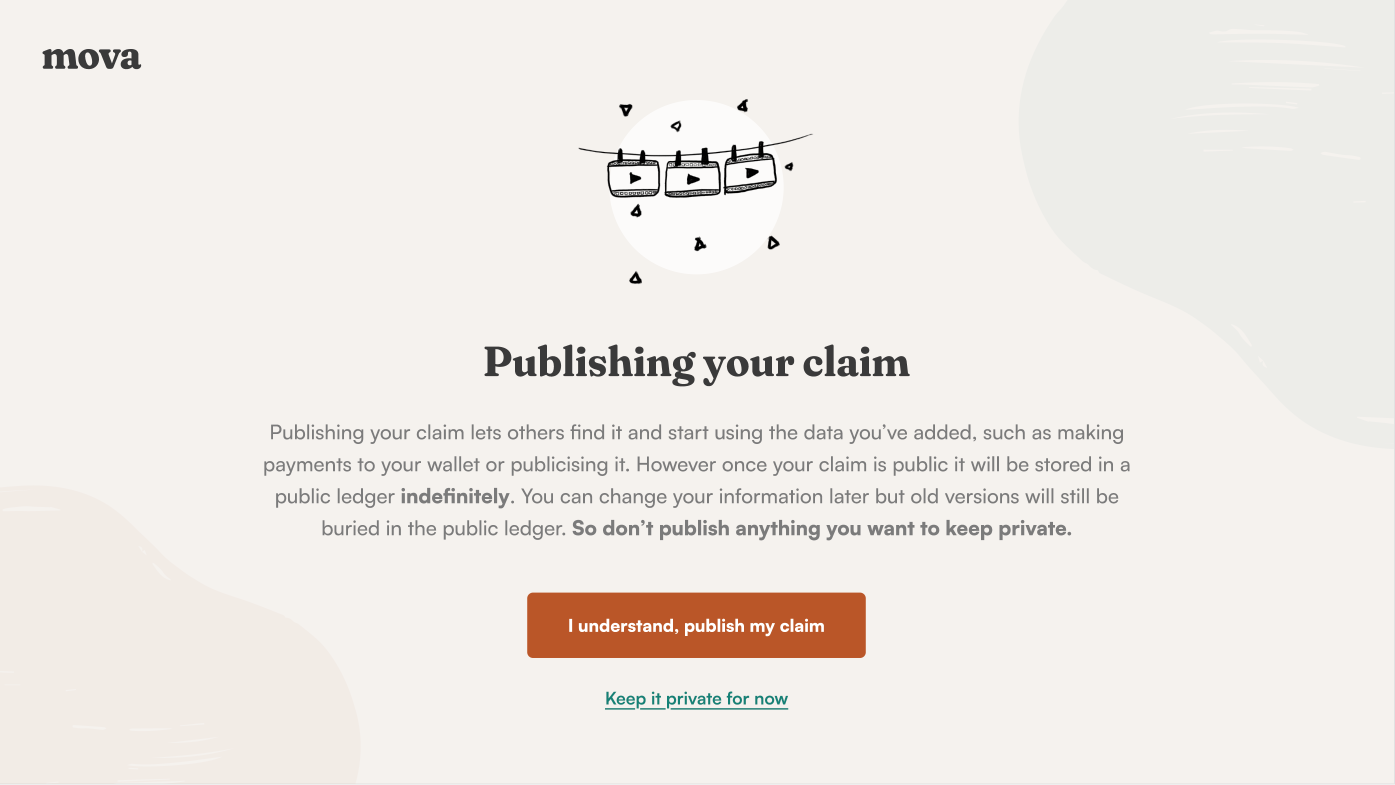 mova
Publishing your claim
Publishing your claim lets others find it and start using the data you’ve added, such as making
payments to your wallet or publicising it. However once your claim is public it will be stored in a
public ledger indefinitely. You can change your information later but old versions will still be
buried in the public ledger. So don’t publish anything you want to keep private.
I understand, publish my claim
Keep it private for now